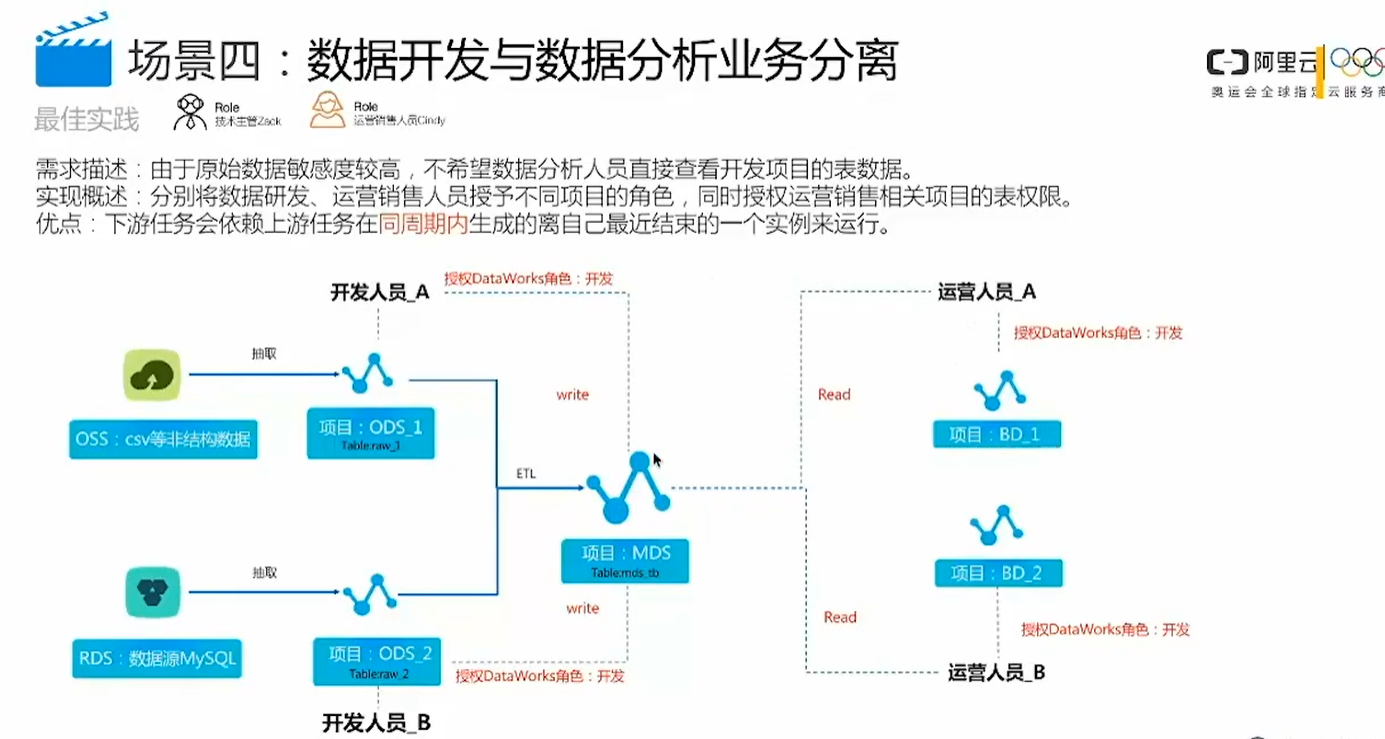 场景四：数据开发与数据分析业务分离
阿里云
奥运会全球指定云服务商
最佳实践
Role
技术主管Zack
Role
运营销售人员Cindy
需求描述：由于原始数据敏感度较高，不希望数据分析人员直接查看开发项目的表数据。
实现概述：分别将数据研发、运营销售人员授予不同项目的角色，同时授权运营销售相关项目的表权限。
优点：下游任务会依赖上游任务在同周期内生成的离自己最近结束的一个实例来运行。
开发人员_A
授权DataWorks角色：开发
运营人员_A
授权DataWorks角色：开发
抽取
write
Read
OSS：csv等非结构数据
项目：ODS_1
Table:raw_1
项目：BD_1
ETL
项目：MDS
Table:mds_tb
抽取
项目：BD_2
write
Read
授权DataWorks角色：开发
RDS：数据源MySQL
项目：ODS_2
Table:raw_2
授权DataWorks角色：开发
运营人员_B
开发人员_B